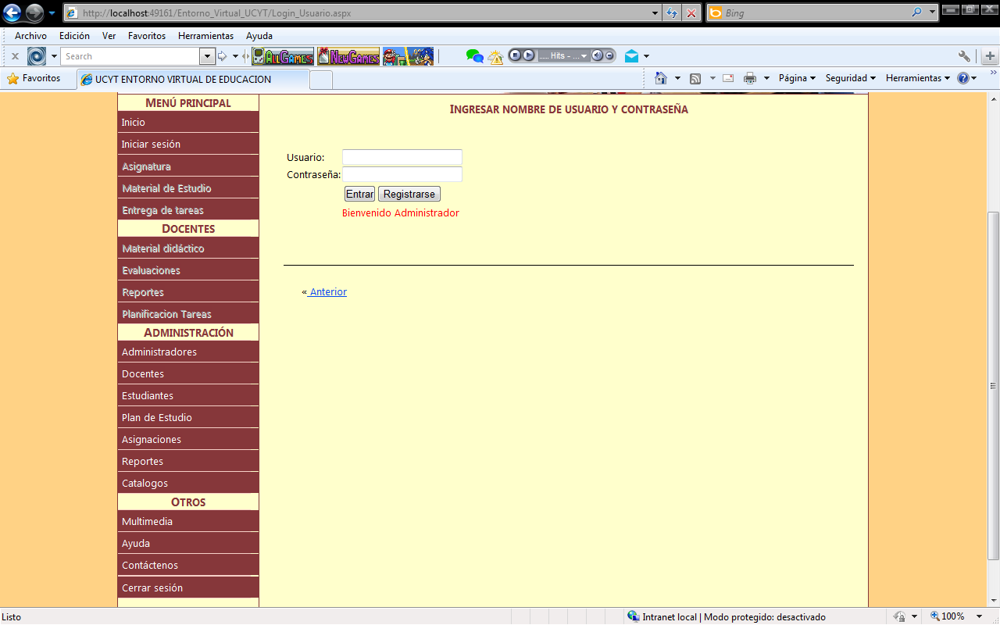 http://localhost:49161/Entorno_Virtual_UCYT/Login_Usuario.aspx
Bing
Archivo Edición Ver Favoritos Herramientas Ayuda
Search
ALLGAMES NEWGAMES
...... Hits - ...
Favoritos
UCYT ENTORNO VIRTUAL DE EDUCACION
Página Seguridad Herramientas
MENÚ PRINCIPAL
Inicio
Iniciar sesión
Asignatura
Material de Estudio
Entrega de tareas
DOCENTES
Material didáctico
Evaluaciones
Reportes
Planificacion Tareas
ADMINISTRACIÓN
Administradores
Docentes
Estudiantes
Plan de Estudio
Asignaciones
Reportes
Catalogos
OTROS
Multimedia
Ayuda
Contáctenos
Cerrar sesión
INGRESAR NOMBRE DE USUARIO Y CONTRASEÑA
Usuario:
Contraseña:
Entrar Registrarse
Bienvenido Administrador
« Anterior
Listo
Intranet local | Modo protegido: desactivado
100%